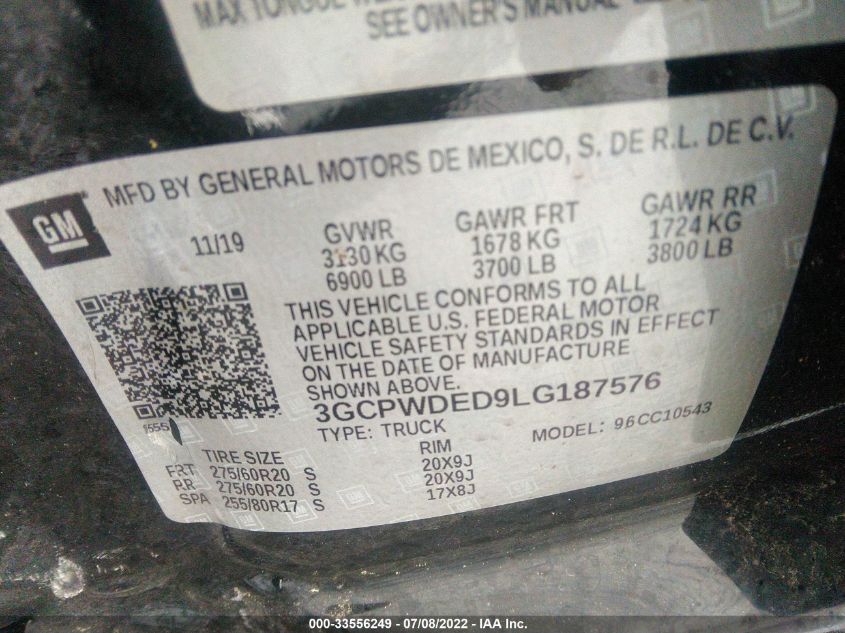 MAX TONGUE
SEE OWNER'S MANUAL
MFD BY GENERAL MOTORS DE MEXICO, S. DE R.L. DE C.V.
GM
11/19 GVWR GAWR FRT GAWR RR
3130 KG 1678 KG 1724 KG
6900 LB 3700 LB 3800 LB
THIS VEHICLE CONFORMS TO ALL
APPLICABLE U.S. FEDERAL MOTOR
VEHICLE SAFETY STANDARDS IN EFFECT
ON THE DATE OF MANUFACTURE
SHOWN ABOVE.
3GCPWDED9LG187576
TYPE: TRUCK MODEL: 96CC10543
TIRE SIZE RIM
FRT 275/60R20 S 20X9J
RR 275/60R20 S 20X9J
SPA 255/80R17 S 17X8J
000-33556249 - 07/08/2022 - IAA Inc.